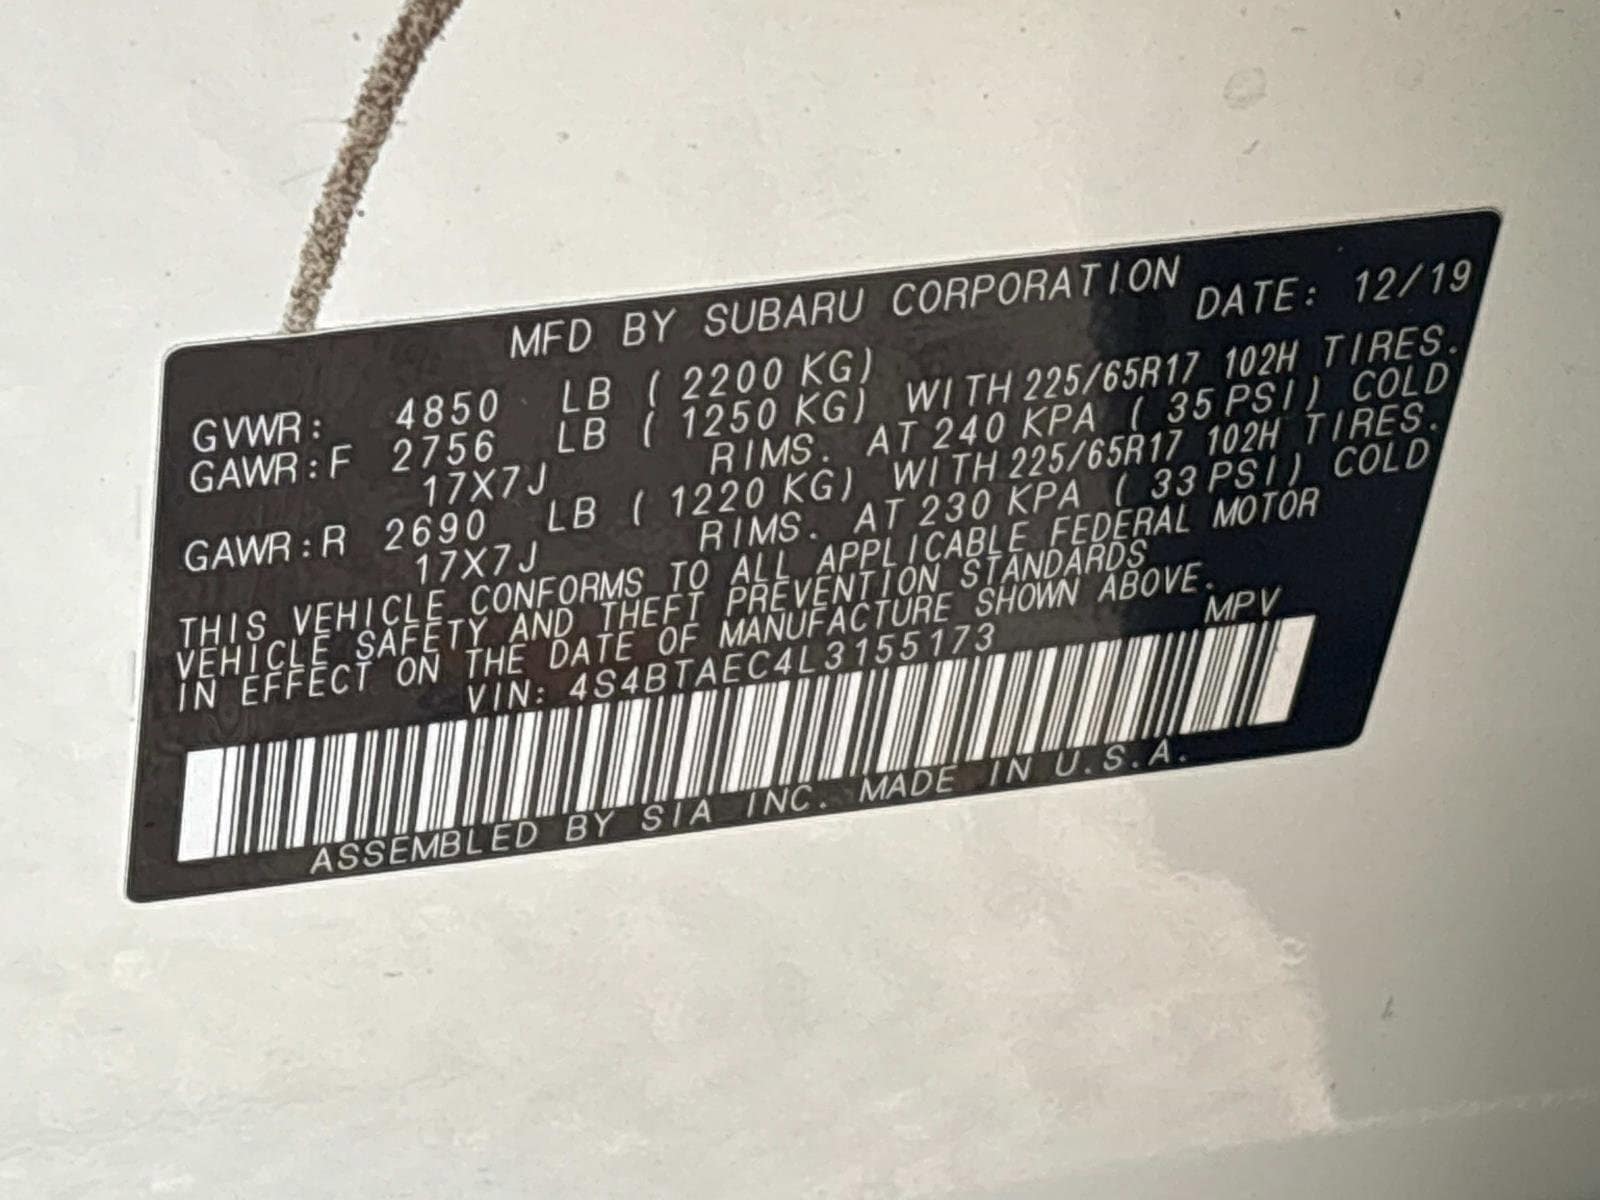 MFD BY SUBARU CORPORATION
DATE: 12/19
GVWR: 4850 LB ( 2200 KG)
GAWR:F 2756 LB ( 1250 KG) WITH 225/65R17 102H TIRES.
17X7J RIMS. AT 240 KPA ( 35 PSI) COLD
GAWR:R 2690 LB ( 1220 KG) WITH 225/65R17 102H TIRES.
17X7J RIMS. AT 230 KPA ( 33 PSI) COLD
THIS VEHICLE CONFORMS TO ALL APPLICABLE FEDERAL MOTOR
VEHICLE SAFETY AND THEFT PREVENTION STANDARDS
IN EFFECT ON THE DATE OF MANUFACTURE SHOWN ABOVE.
VIN: 4S4BTAEC4L3155173 MPV
ASSEMBLED BY SIA INC. MADE IN U.S.A.